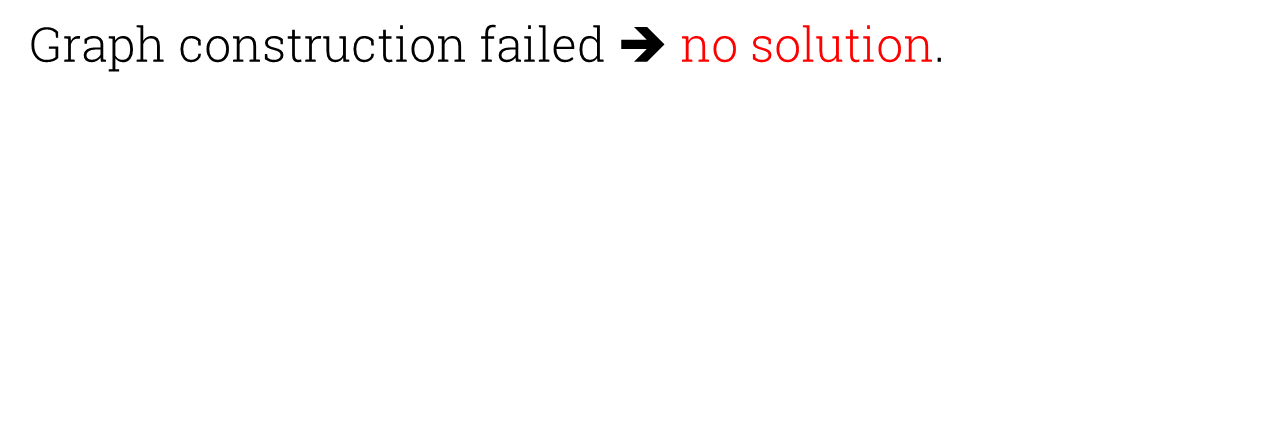 Graph construction failed 🡲 no solution.